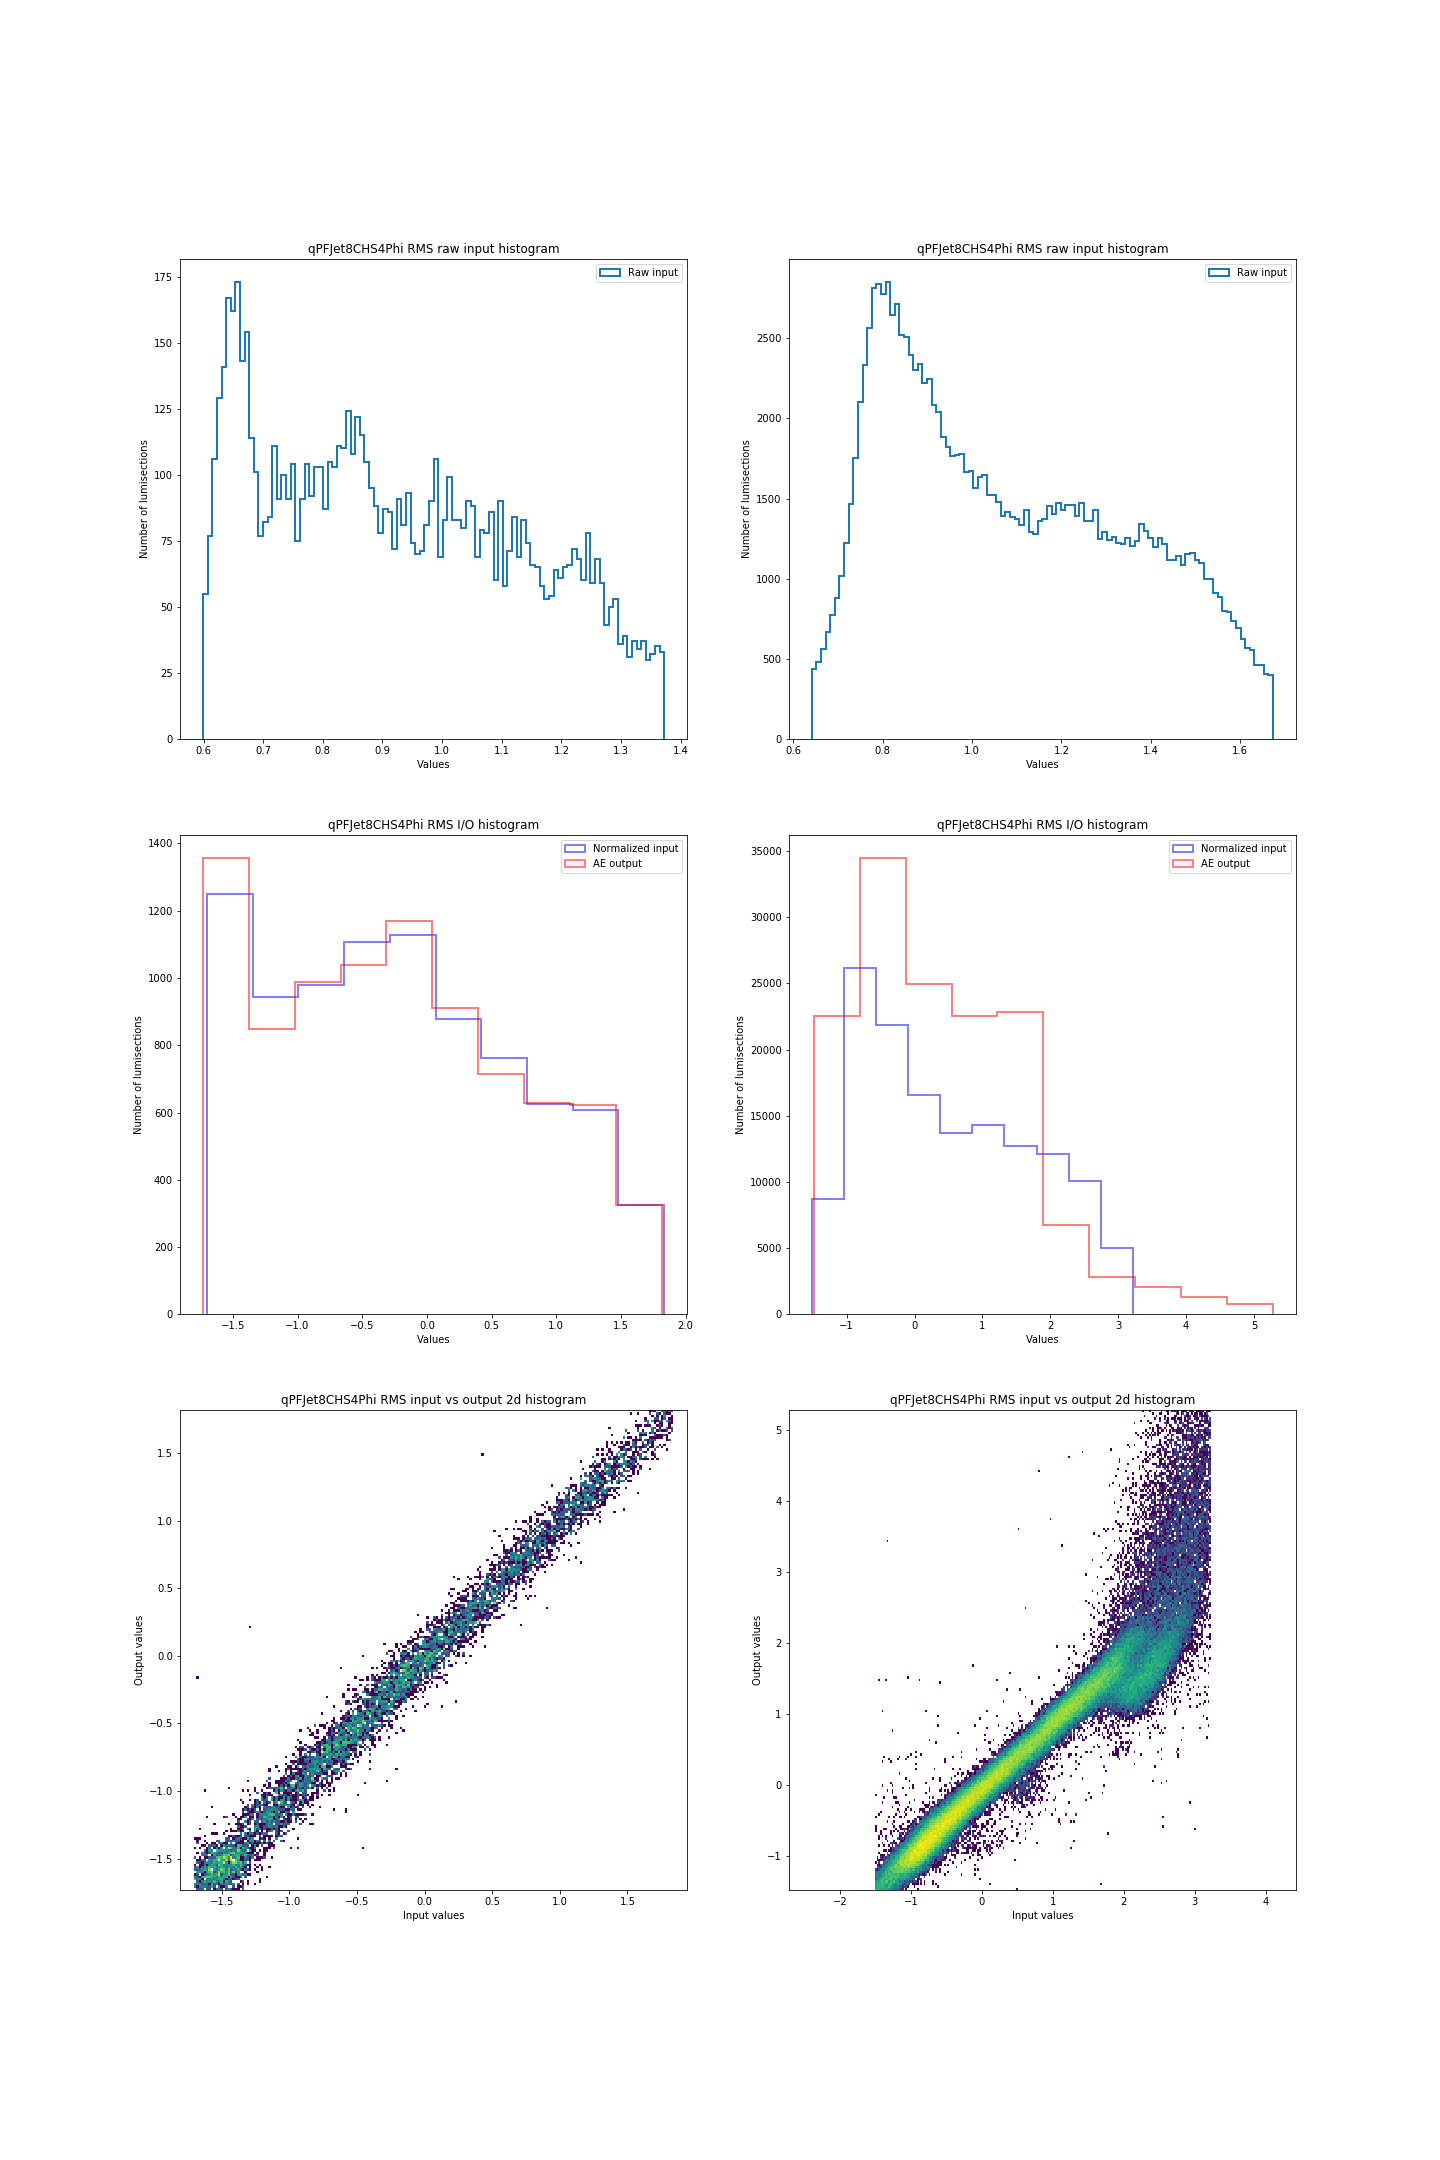 qPFJet8CHS4Phi RMS raw input histogram
Raw input
175
150
125
100
75
50
25
0
Number of lumisections
0.6 0.7 0.8 0.9 1.0 1.1 1.2 1.3 1.4
Values
qPFJet8CHS4Phi RMS raw input histogram
Raw input
2500
2000
1500
1000
500
0
Number of lumisections
0.6 0.8 1.0 1.2 1.4 1.6
Values
qPFJet8CHS4Phi RMS I/O histogram
Normalized input
AE output
1400
1200
1000
800
600
400
200
0
Number of lumisections
−1.5 −1.0 −0.5 0.0 0.5 1.0 1.5 2.0
Values
qPFJet8CHS4Phi RMS I/O histogram
Normalized input
AE output
35000
30000
25000
20000
15000
10000
5000
0
Number of lumisections
−1 0 1 2 3 4 5
Values
qPFJet8CHS4Phi RMS input vs output 2d histogram
1.5
1.0
0.5
0.0
−0.5
−1.0
−1.5
Output values
−1.5 −1.0 −0.5 0.0 0.5 1.0 1.5
Input values
qPFJet8CHS4Phi RMS input vs output 2d histogram
5
4
3
2
1
0
−1
Output values
−2 −1 0 1 2 3 4
Input values